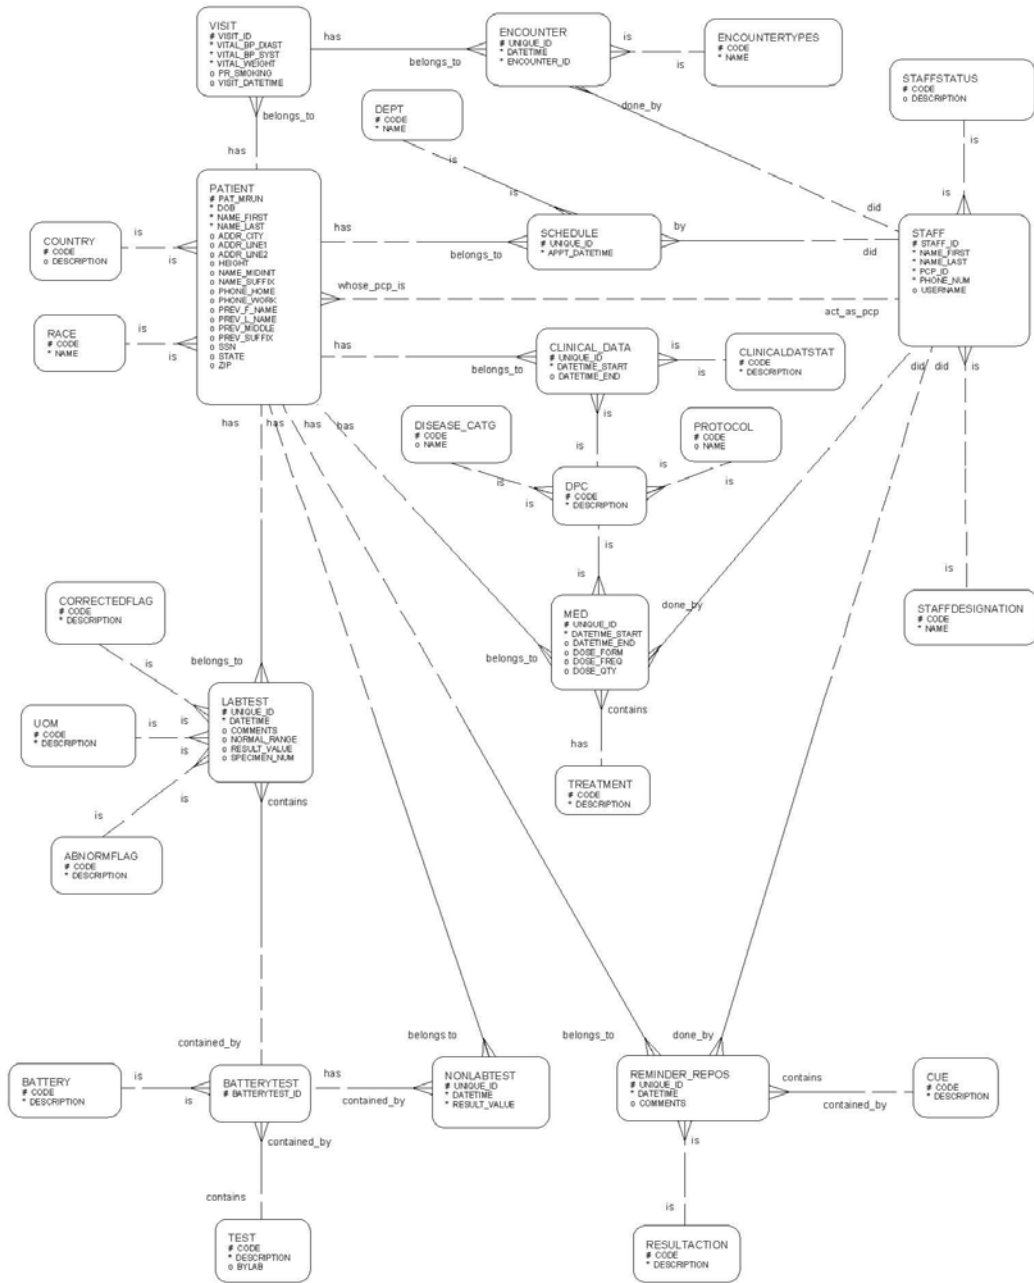 VISIT
# VISIT_ID
* VITAL_BP_DIAST
* VITAL_BP_SYST
* VITAL_WEIGHT
o PR_SMOKING
o VISIT_DATETIME
has
belongs_to
ENCOUNTER
# UNIQUE_ID
* DATETIME
* ENCOUNTER_ID
is
is
ENCOUNTERTYPES
# CODE
* NAME
STAFFSTATUS
# CODE
o DESCRIPTION
is
is
done_by
did
belongs_to
has
DEPT
# CODE
* NAME
is
is
PATIENT
# PAT_MRUN
* DOB
* NAME_FIRST
* NAME_LAST
o ADDR_CITY
o ADDR_LINE1
o ADDR_LINE2
o HEIGHT
o NAME_MIDINIT
o NAME_SUFFIX
o PHONE_HOME
o PHONE_WORK
o PREV_F_NAME
o PREV_L_NAME
o PREV_MIDDLE
o PREV_SUFFIX
o SSN
o STATE
o ZIP
COUNTRY
# CODE
o DESCRIPTION
is
is
RACE
# CODE
* NAME
is
is
has
belongs_to
SCHEDULE
# UNIQUE_ID
* APPT_DATETIME
by
did
STAFF
# STAFF_ID
* NAME_FIRST
* NAME_LAST
* PCP_ID
* PHONE_NUM
o USERNAME
whose_pcp_is
act_as_pcp
has
belongs_to
CLINICAL_DATA
# UNIQUE_ID
* DATETIME_START
o DATETIME_END
is
is
CLINICALDATSTAT
# CODE
* DESCRIPTION
did
did
is
has
has
has
has
DISEASE_CATG
# CODE
o NAME
is
is
is
is
PROTOCOL
# CODE
o NAME
is
is
DPC
# CODE
* DESCRIPTION
is
is
is
STAFFDESIGNATION
# CODE
* NAME
MED
# UNIQUE_ID
* DATETIME_START
o DATETIME_END
o DOSE_FORM
o DOSE_FREQ
o DOSE_QTY
done_by
belongs_to
contains
has
TREATMENT
# CODE
* DESCRIPTION
CORRECTEDFLAG
# CODE
* DESCRIPTION
is
is
belongs_to
LABTEST
# UNIQUE_ID
* DATETIME
o COMMENTS
o NORMAL_RANGE
o RESULT_VALUE
o SPECIMEN_NUM
UOM
# CODE
* DESCRIPTION
is
is
is
is
ABNORMFLAG
# CODE
* DESCRIPTION
contains
contained_by
BATTERY
# CODE
* DESCRIPTION
is
is
BATTERYTEST
# BATTERYTEST_ID
has
contained_by
belongs to
NONLABTEST
# UNIQUE_ID
* DATETIME
* RESULT_VALUE
belongs_to
done_by
REMINDER_REPOS
# UNIQUE_ID
* DATETIME
o COMMENTS
contains
contained_by
CUE
# CODE
* DESCRIPTION
contained_by
contains
TEST
# CODE
* DESCRIPTION
o BYLAB
is
is
RESULTACTION
# CODE
* DESCRIPTION